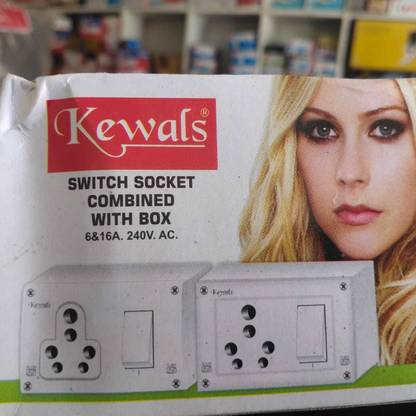 Kewals®
SWITCH SOCKET
COMBINED
WITH BOX
6&16A. 240V. AC.
Kewals
Kewals